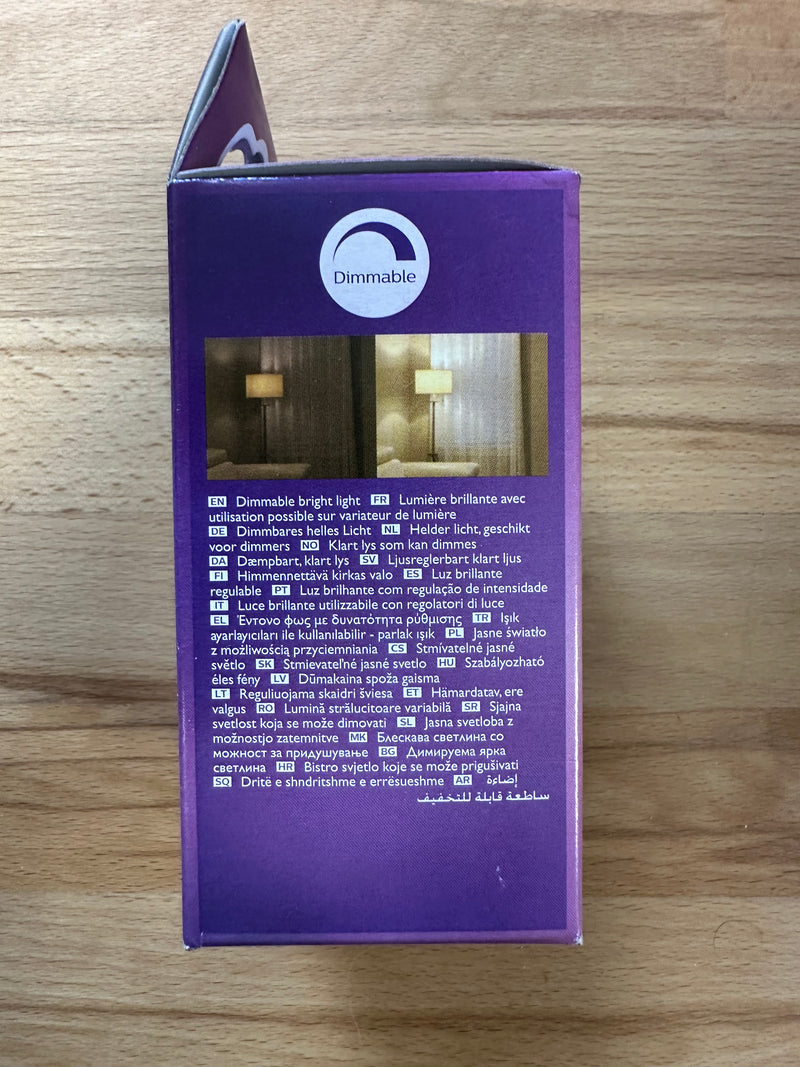 Dimmable
EN Dimmable bright light FR Lumière brillante avec
utilisation possible sur variateur de lumière
DE Dimmbares helles Licht NL Helder licht, geschikt
voor dimmers NO Klart lys som kan dimmes
DA Dæmpbart, klart lys SV Ljusreglerbart klart ljus
FI Himmennettävä kirkas valo ES Luz brillante
regulable PT Luz brilhante com regulação de intensidade
IT Luce brillante utilizzabile con regolatori di luce
EL Έντονο φως με δυνατότητα ρύθμισης TR Işık
ayarlayıcıları ile kullanılabilir - parlak ışık PL Jasne światło
z możliwością przyciemniania CS Stmívatelné jasné
světlo SK Stmievateľné jasné svetlo HU Szabályozható
éles fény LV Dūmakaina spoža gaisma
LT Reguliuojama skaidri šviesa ET Hämardatav, ere
valgus RO Lumină strălucitoare variabilă SR Sjajna
svetlost koja se može dimovati SL Jasna svetloba z
možnostjo zatemnitve MK Блескава светлина со
можност за придушување BG Димируема ярка
светлина HR Bistro svjetlo koje se može prigušivati
SQ Dritë e shndritshme e errësueshme AR إضاءة
ساطعة قابلة للتخفيف